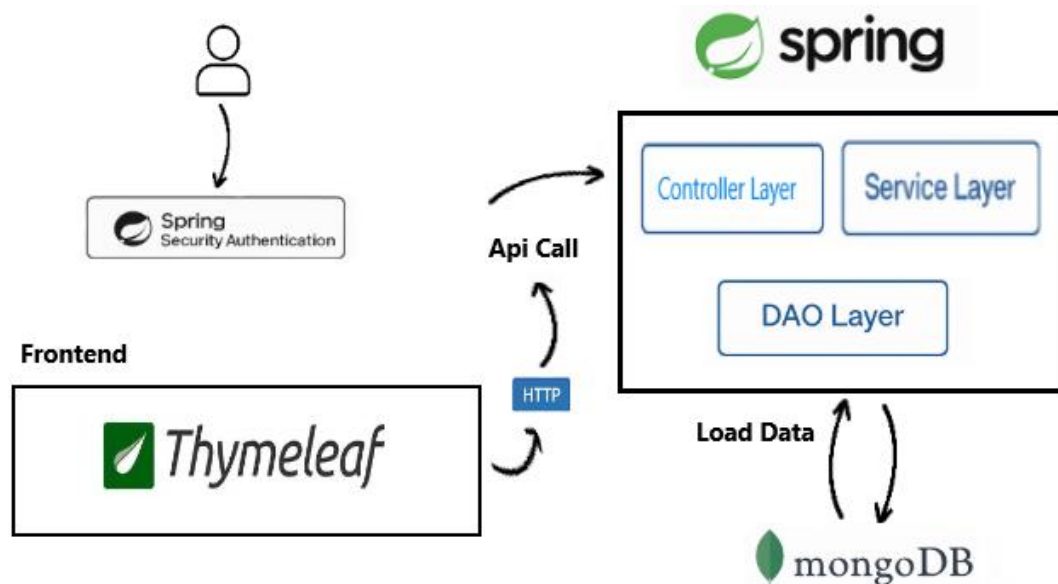 spring
Controller Layer
Service Layer
DAO Layer
Spring
Security Authentication
Api Call
HTTP
Frontend
Thymeleaf
Load Data
mongoDB